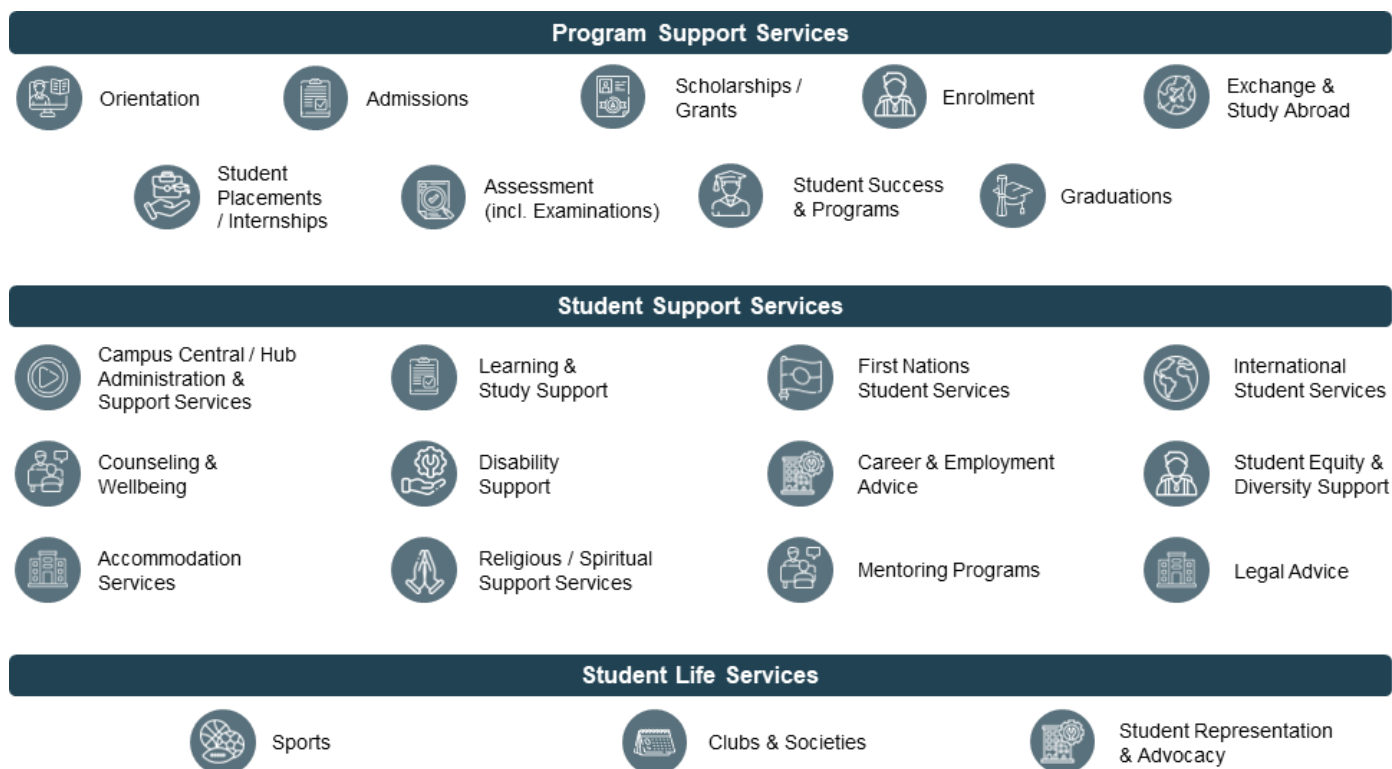 Program Support Services
Orientation
Admissions
Scholarships /
Grants
Enrolment
Exchange &
Study Abroad
Student
Placements
/ Internships
Assessment
(incl. Examinations)
Student Success
& Programs
Graduations
Student Support Services
Campus Central / Hub
Administration &
Support Services
Learning &
Study Support
First Nations
Student Services
International
Student Services
Counseling &
Wellbeing
Disability
Support
Career & Employment
Advice
Student Equity &
Diversity Support
Accommodation
Services
Religious / Spiritual
Support Services
Mentoring Programs
Legal Advice
Student Life Services
Sports
Clubs & Societies
Student Representation
& Advocacy